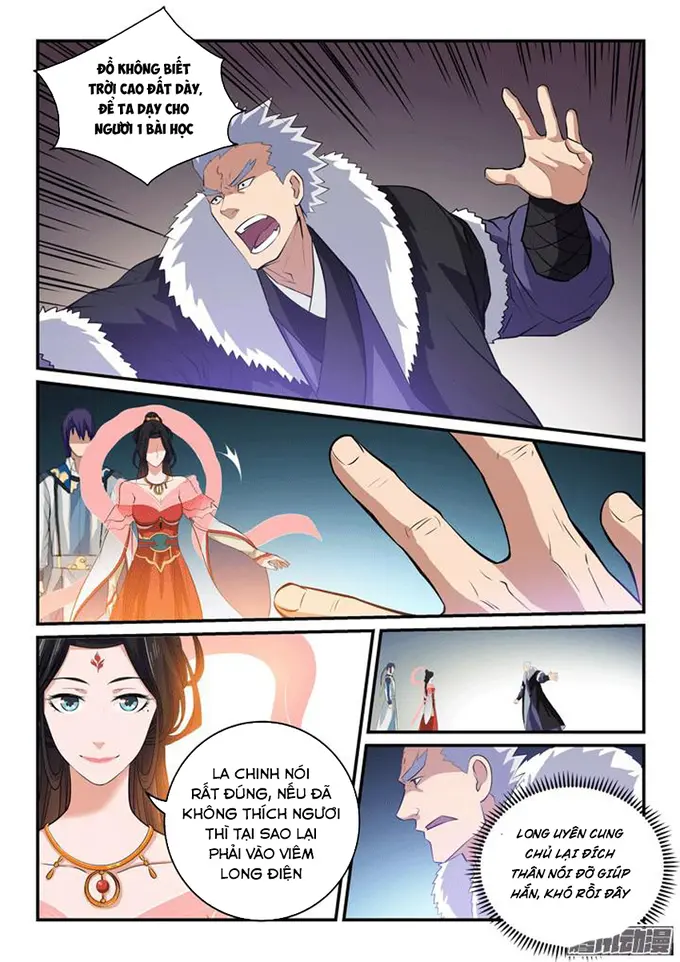 ĐỒ KHÔNG BIẾT
TRỜI CAO ĐẤT DÀY,
ĐỂ TA DẠY CHO
NGƯƠI 1 BÀI HỌC
LA CHINH NÓI
RẤT ĐÚNG, NẾU ĐÃ
KHÔNG THÍCH NGƯƠI
THÌ TẠI SAO LẠI
PHẢI VÀO VIÊM
LONG ĐIỆN
LONG UYÊN CUNG
CHỦ LẠI ĐÍCH
THÂN NÓI ĐỠ GIÚP
HẮN, KHÓ RỒI ĐÂY